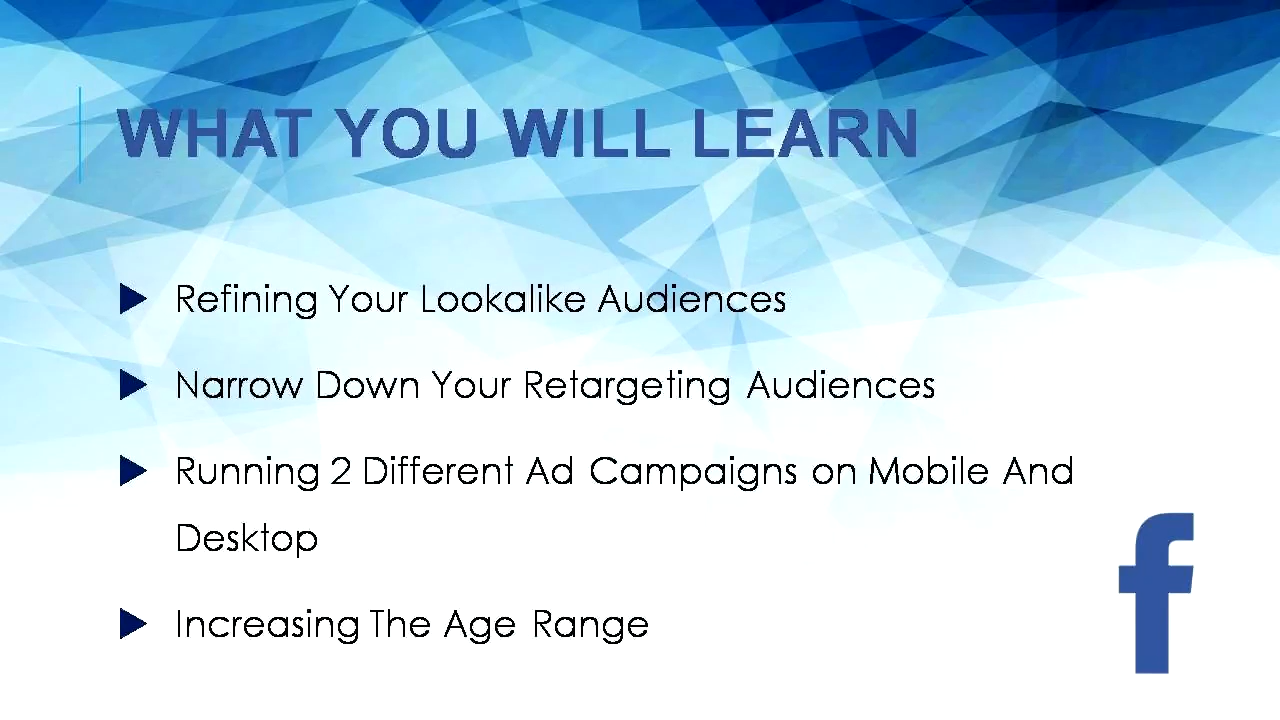 WHAT YOU WILL LEARN
Refining Your Lookalike Audiences
Narrow Down Your Retargeting Audiences
Running 2 Different Ad Campaigns on Mobile And
Desktop
Increasing The Age Range
f